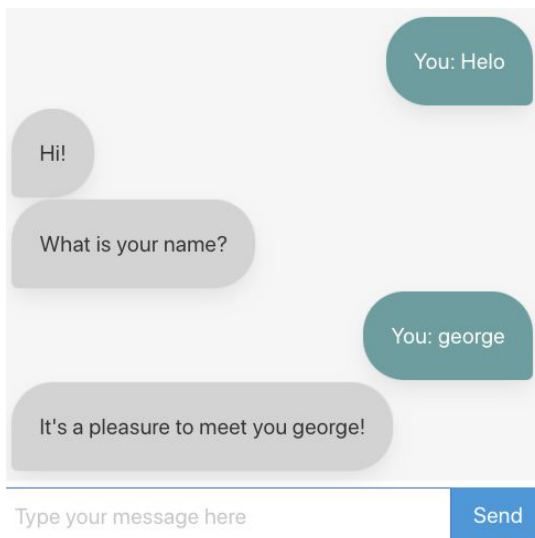 You: Helo
Hi!
What is your name?
You: george
It's a pleasure to meet you george!
Type your message here
Send